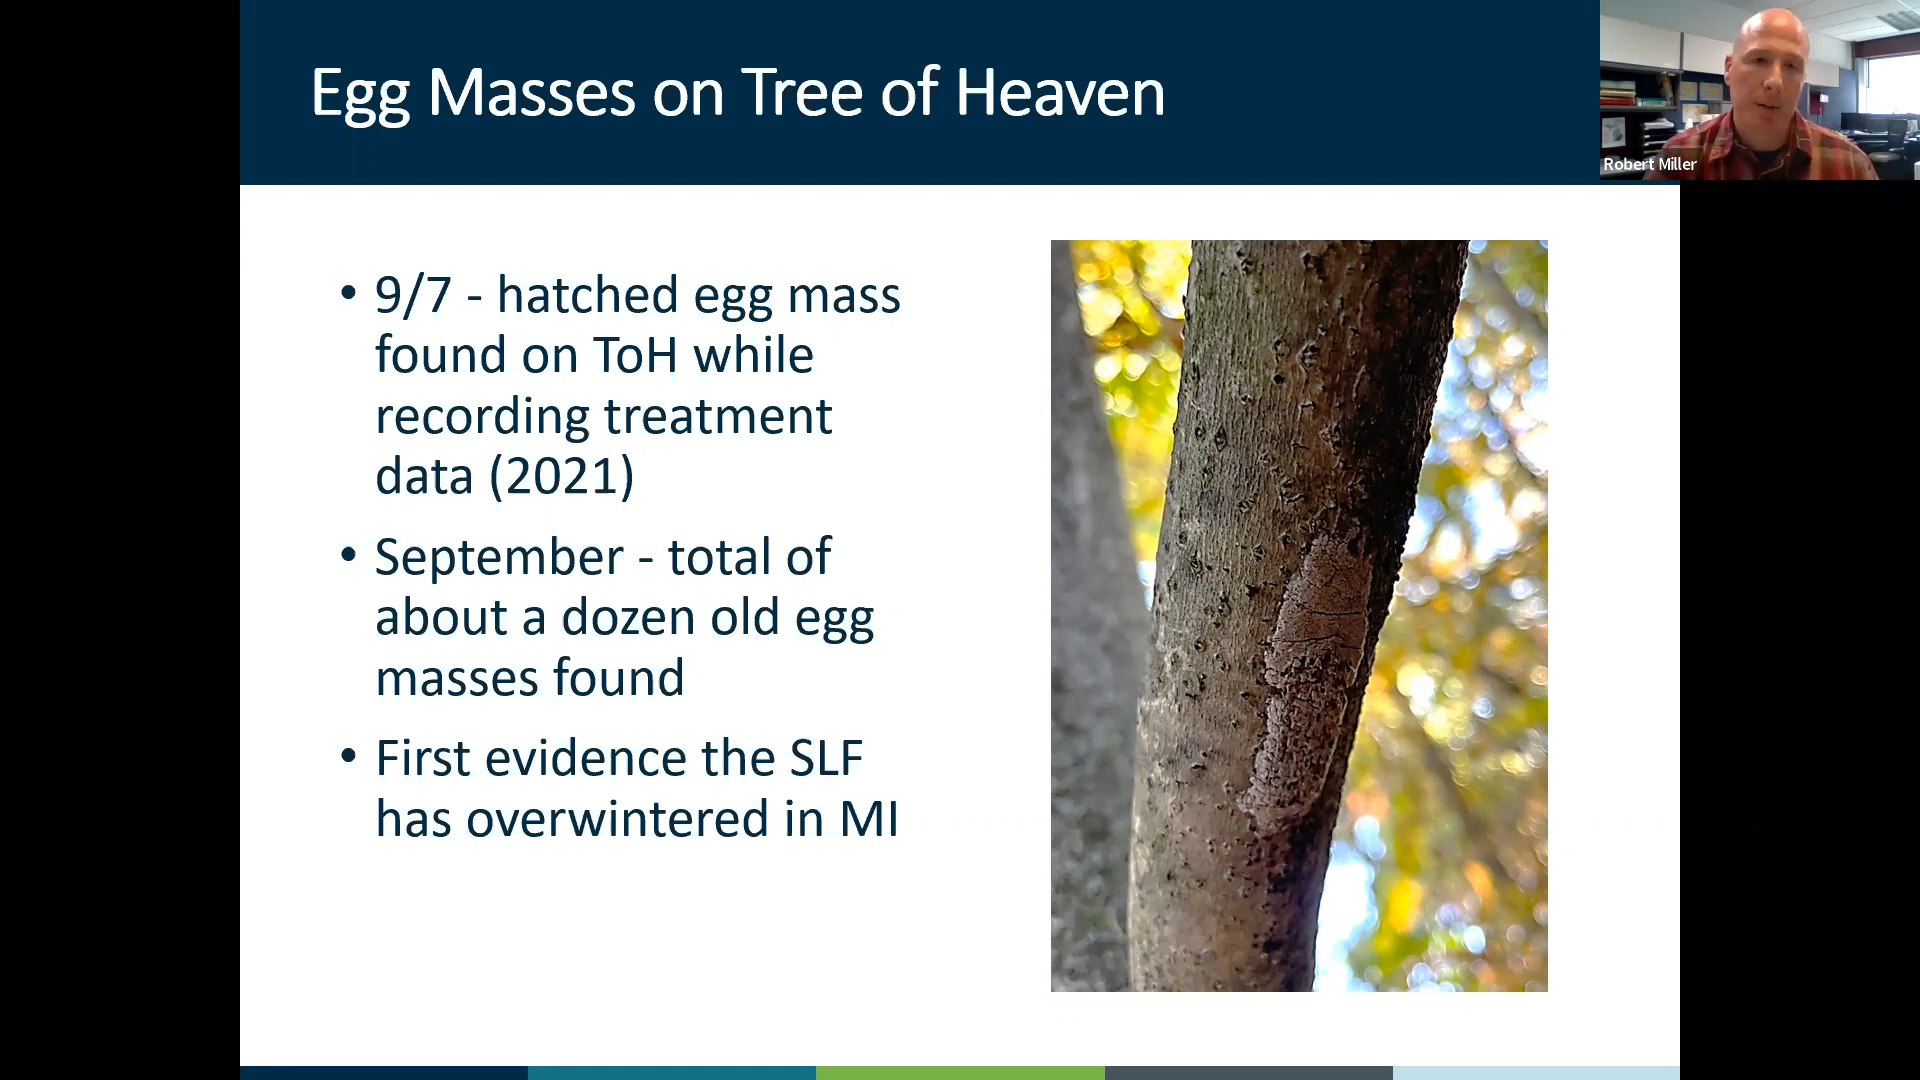 Egg Masses on Tree of Heaven
Robert Miller
• 9/7 - hatched egg mass
found on ToH while
recording treatment
data (2021)
• September - total of
about a dozen old egg
masses found
• First evidence the SLF
has overwintered in MI